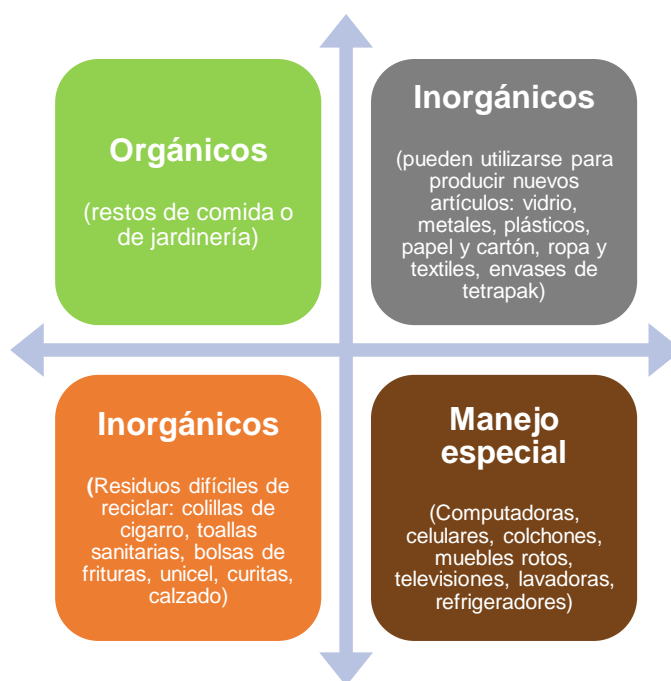 Orgánicos
(restos de comida o
de jardinería)
Inorgánicos
(pueden utilizarse para
producir nuevos
artículos: vidrio,
metales, plásticos,
papel y cartón, ropa y
textiles, envases de
tetrapak)
Inorgánicos
(Residuos difíciles de
reciclar: colillas de
cigarro, toallas
sanitarias, bolsas de
frituras, unicel, curitas,
calzado)
Manejo
especial
(Computadoras,
celulares, colchones,
muebles rotos,
televisiones, lavadoras,
refrigeradores)